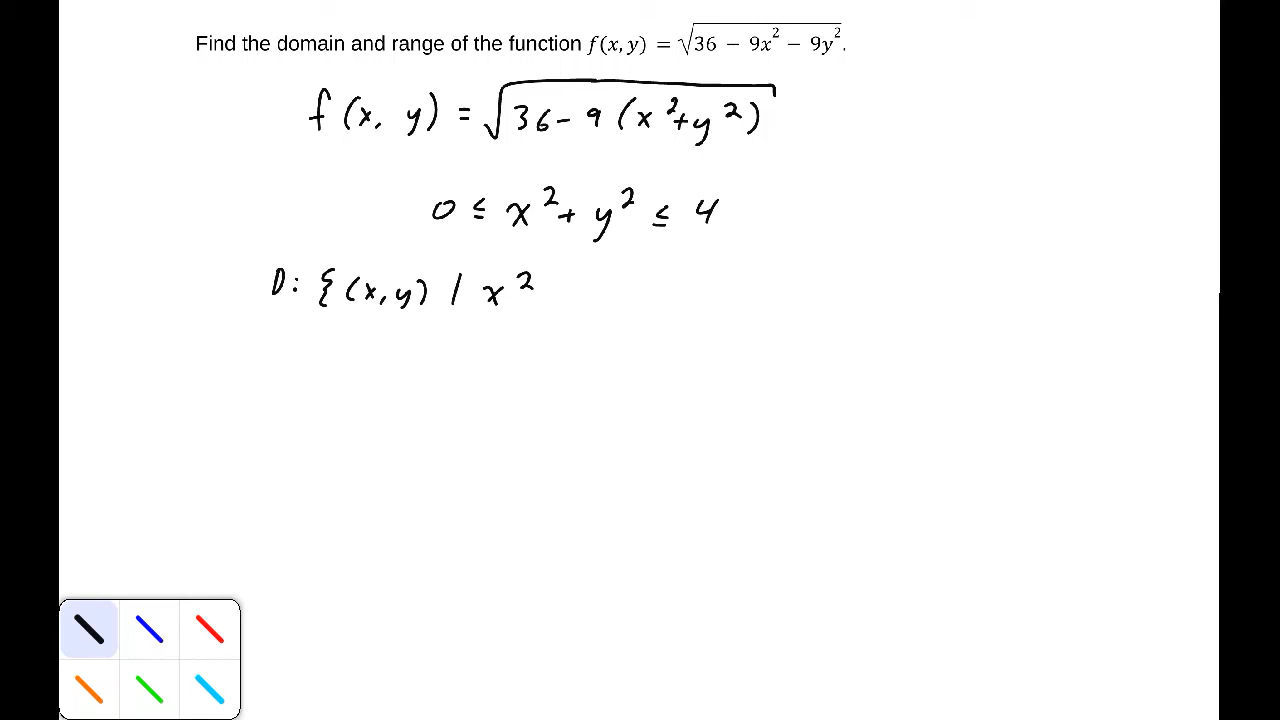 Find the domain and range of the function f(x, y) = √36 − 9x² − 9y².
f(x, y) = √36 - 9(x²+y²)
0 ≤ x² + y² ≤ 4
D: {(x,y) | x²